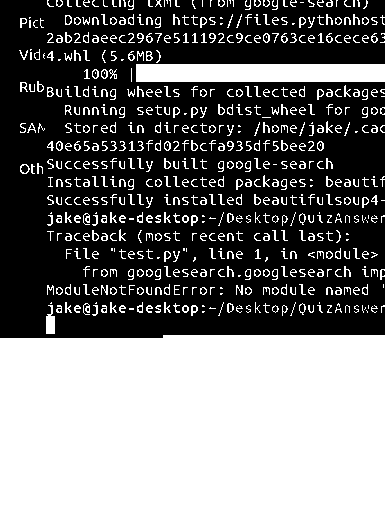 Collecting lxml (from google-search)
Downloading https://files.pythonhost
2ab2daeec2967e511192c9ce0763ce16cece63
4.whl (5.6MB)
100% |
Building wheels for collected packages
Running setup.py bdist_wheel for goo
Stored in directory: /home/jake/.cac
40e65a53313fd02fbcfa935df5bee20
Successfully built google-search
Installing collected packages: beautif
Successfully installed beautifulsoup4-
jake@jake-desktop:~/Desktop/QuizAnswer
Traceback (most recent call last):
File "test.py", line 1, in <module>
from googlesearch.googlesearch imp
ModuleNotFoundError: No module named '
jake@jake-desktop:~/Desktop/QuizAnswer
Pict
Vide
Rub
SAM
Oth